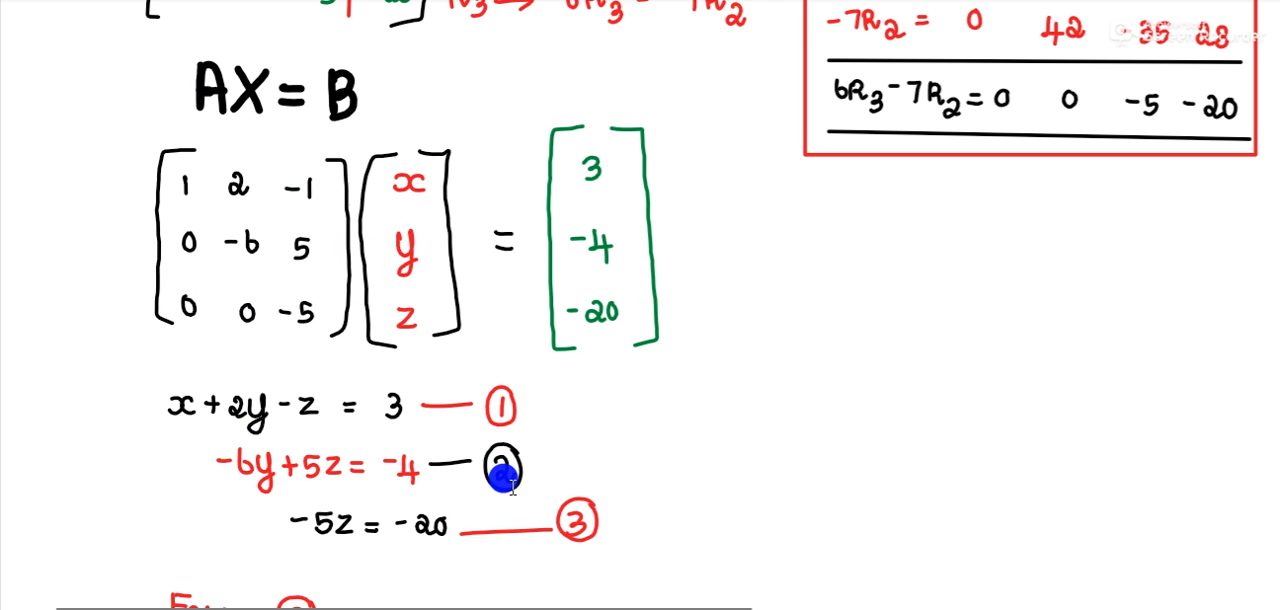 -7R₂ = 0 42 -35 28
6R₃ - 7R₂ = 0 0 -5 -20
AX = B
1 2 -1 x = 3
0 -6 5 y -4
0 0 -5 z -20
x + 2y - z = 3 — ①
-6y + 5z = -4 — ②
-5z = -20 — ③